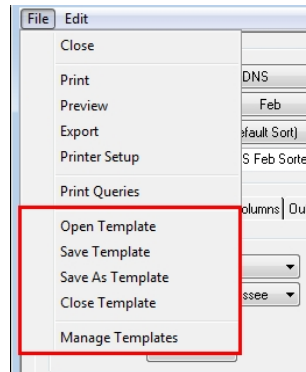 File Edit
Close
Print
DNS
Preview
Feb
Export
efault Sort)
Printer Setup
S Feb Sorte
Print Queries
olumns Ou
Open Template
Save Template
Save As Template
Close Template
ssee
Manage Templates